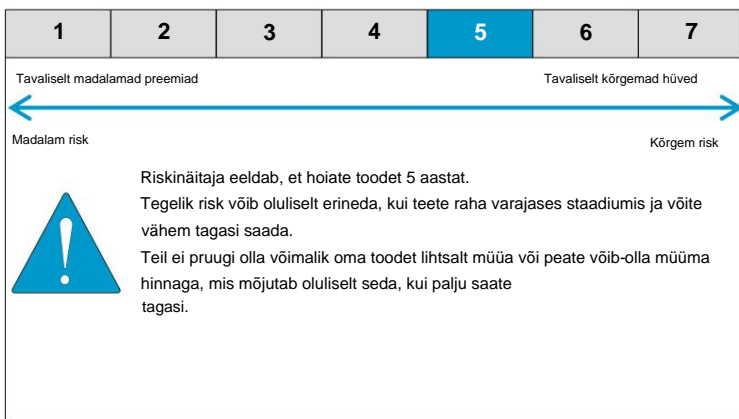 1 2 3 4 5 6 7
Tavaliselt madalamad preemiad Tavaliselt kõrgemad hüved
Madalam risk Kõrgem risk
Riskinäitaja eeldab, et hoiate toodet 5 aastat.
Tegelik risk võib oluliselt erineda, kui teete raha varajases staadiumis ja võite
vähem tagasi saada.
Teil ei pruugi olla võimalik oma toodet lihtsalt müüa või peate võib-olla müüma
hinnaga, mis mõjutab oluliselt seda, kui palju saate
tagasi.